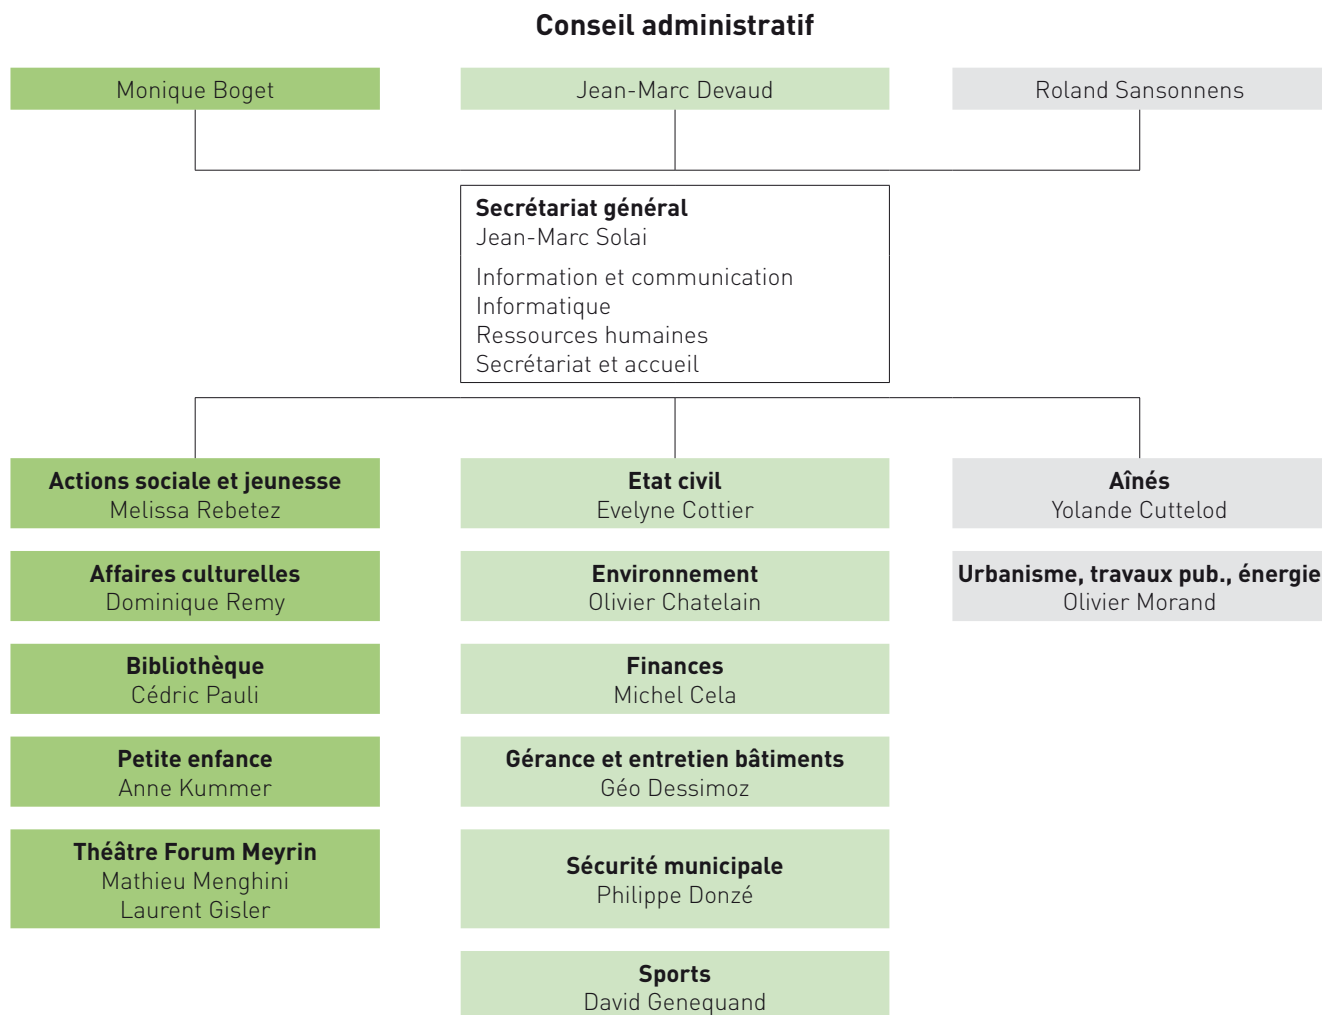 Conseil administratif
Monique Boget
Jean-Marc Devaud
Roland Sansonnens
Secrétariat général
Jean-Marc Solai
Information et communication
Informatique
Ressources humaines
Secrétariat et accueil
Actions sociale et jeunesse
Melissa Rebetez
Affaires culturelles
Dominique Remy
Bibliothèque
Cédric Pauli
Petite enfance
Anne Kummer
Théâtre Forum Meyrin
Mathieu Menghini
Laurent Gisler
Etat civil
Evelyne Cottier
Environnement
Olivier Chatelain
Finances
Michel Cela
Gérance et entretien bâtiments
Géo Dessimoz
Sécurité municipale
Philippe Donzé
Sports
David Genequand
Aînés
Yolande Cuttelod
Urbanisme, travaux pub., énergie
Olivier Morand